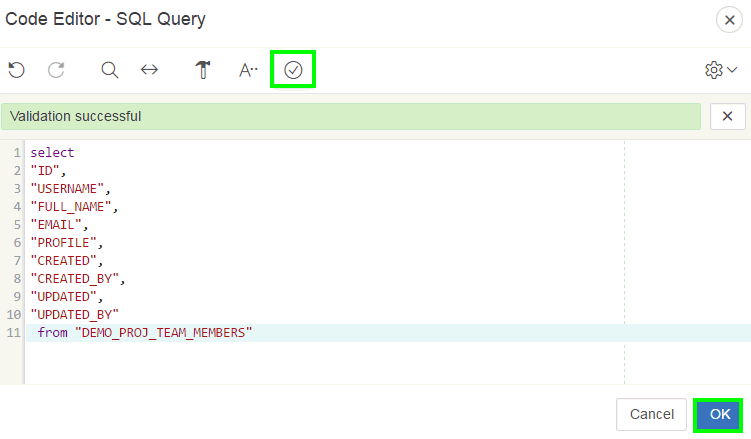 Code Editor - SQL Query
A
Validation successful
1 select
2 "ID",
3 "USERNAME",
4 "FULL_NAME",
5 "EMAIL",
6 "PROFILE",
7 "CREATED",
8 "CREATED_BY",
9 "UPDATED",
10 "UPDATED_BY"
11 from "DEMO_PROJ_TEAM_MEMBERS"
Cancel OK